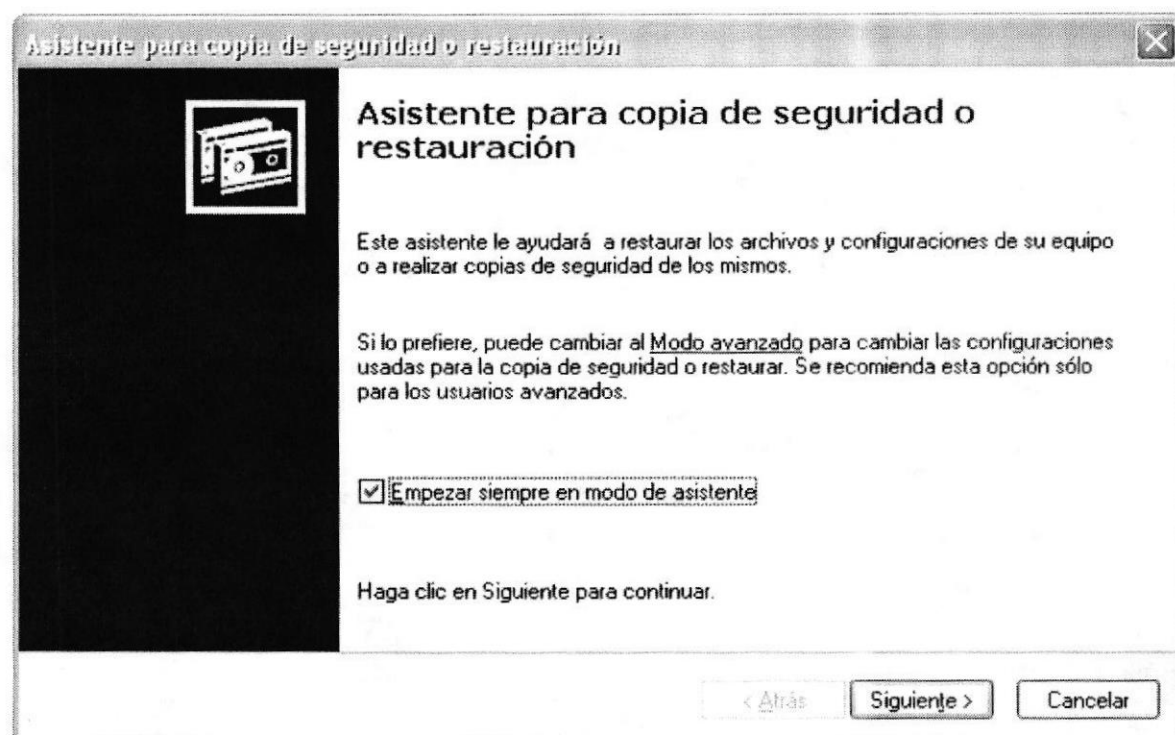 Asistente para copia de seguridad o restauración
Asistente para copia de seguridad o
restauración
Este asistente le ayudará a restaurar los archivos y configuraciones de su equipo
o a realizar copias de seguridad de los mismos.
Si lo prefiere, puede cambiar al Modo avanzado para cambiar las configuraciones
usadas para la copia de seguridad o restaurar. Se recomienda esta opción sólo
para los usuarios avanzados.
Empezar siempre en modo de asistente
Haga clic en Siguiente para continuar.
< Atrás Siguiente > Cancelar